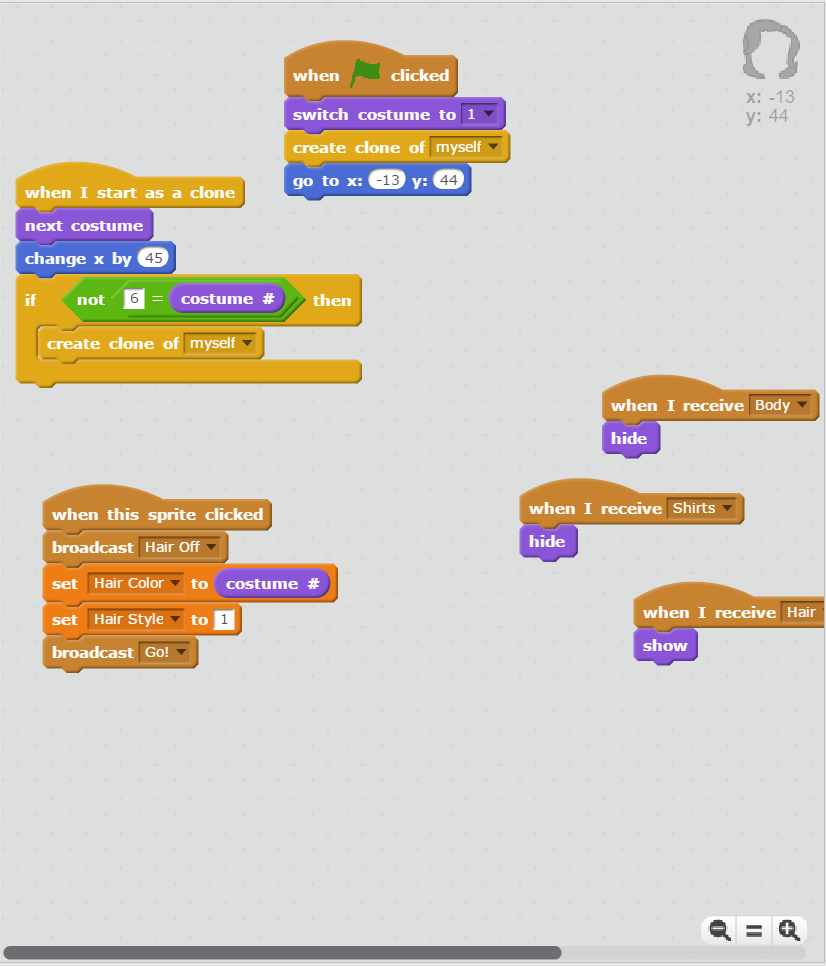 when clicked
switch costume to 1
create clone of myself
go to x: -13 y: 44
x: -13
y: 44
when I start as a clone
next costume
change x by 45
if not 6 = costume # then
create clone of myself
when I receive Body
hide
when I receive Shirts
hide
when this sprite clicked
broadcast Hair Off
set Hair Color to costume #
set Hair Style to 1
broadcast Go!
when I receive Hair
show